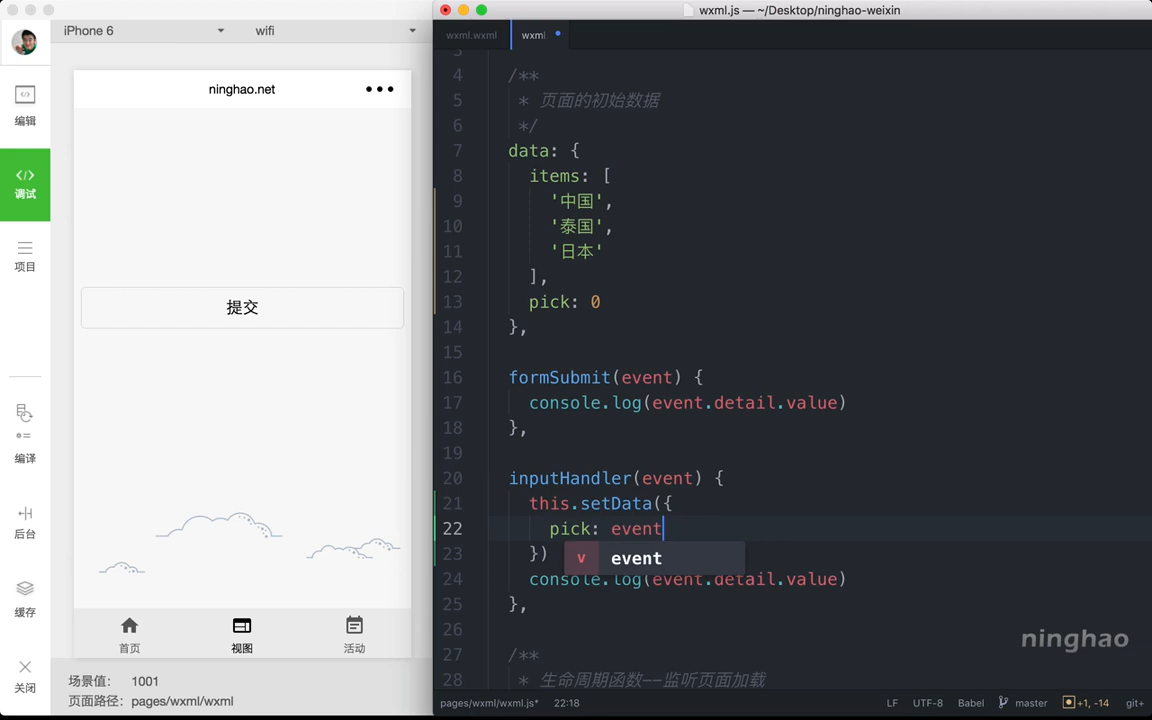 iPhone 6
wifi
编辑
调试
项目
编译
后台
缓存
关闭
ninghao.net
提交
首页
视图
活动
场景值: 1001
页面路径: pages/wxml/wxml
wxml.js — ~/Desktop/ninghao-weixin
wxml.wxml
wxml.
3
4 /**
5 * 页面的初始数据
6 */
7 data: {
8 items: [
9 '中国',
10 '泰国',
11 '日本'
12 ],
13 pick: 0
14 },
15
16 formSubmit(event) {
17 console.log(event.detail.value)
18 },
19
20 inputHandler(event) {
21 this.setData({
22 pick: event
23 })
v event
24 console.log(event.detail.value)
25 },
26
27 /**
28 * 生命周期函数--监听页面加载
ninghao
pages/wxml/wxml.js* 22:18
LF UTF-8 Babel master +1, -14 git+